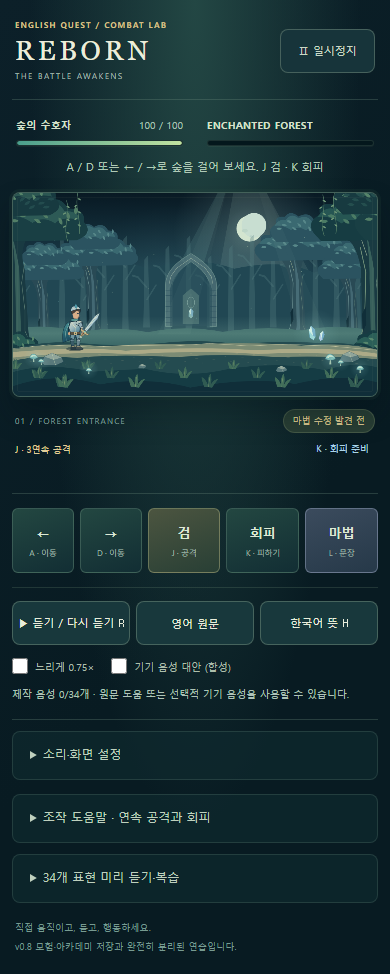 ENGLISH QUEST / COMBAT LAB
REBORN
THE BATTLE AWAKENS
Ⅱ 일시정지
숲의 수호자 100 / 100 ENCHANTED FOREST
A / D 또는 ← / →로 숲을 걸어 보세요. J 검 · K 회피
01 / FOREST ENTRANCE
마법 수정 발견 전
J · 3연속 공격
K · 회피 준비
← → 검 회피 마법
A · 이동 D · 이동 J · 공격 K · 피하기 L · 문장
▶ 듣기 / 다시 듣기 R 영어 원문 한국어 뜻 H
느리게 0.75× 기기 음성 대안 (합성)
제작 음성 0/34개 · 원문 도움 또는 선택적 기기 음성을 사용할 수 있습니다.
▶ 소리·화면 설정
▶ 조작 도움말 · 연속 공격과 회피
▶ 34개 표현 미리 듣기·복습
직접 움직이고, 듣고, 행동하세요.
v0.8 모험·아카데미 저장과 완전히 분리된 연습입니다.